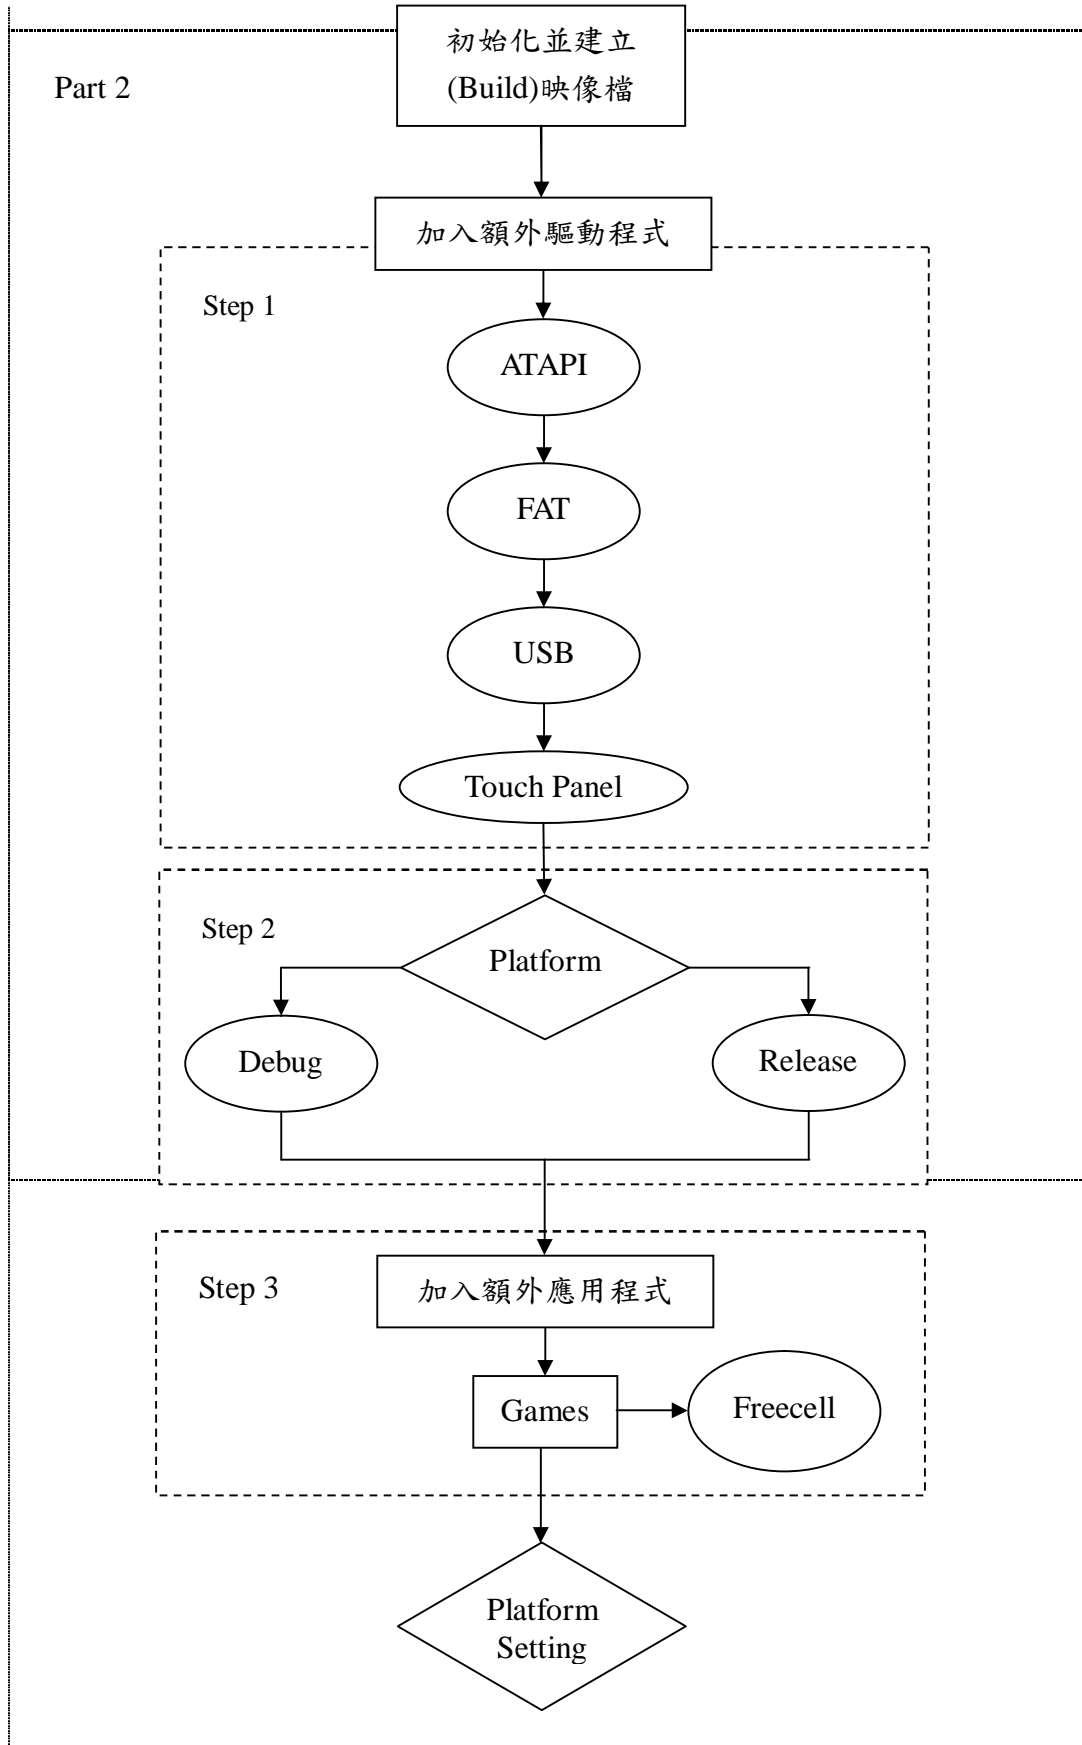 初始化並建立
(Build)映像檔
Part 2
加入額外驅動程式
Step 1
ATAPI
FAT
USB
Touch Panel
Step 2
Platform
Debug
Release
Step 3
加入額外應用程式
Games
Freecell
Platform
Setting